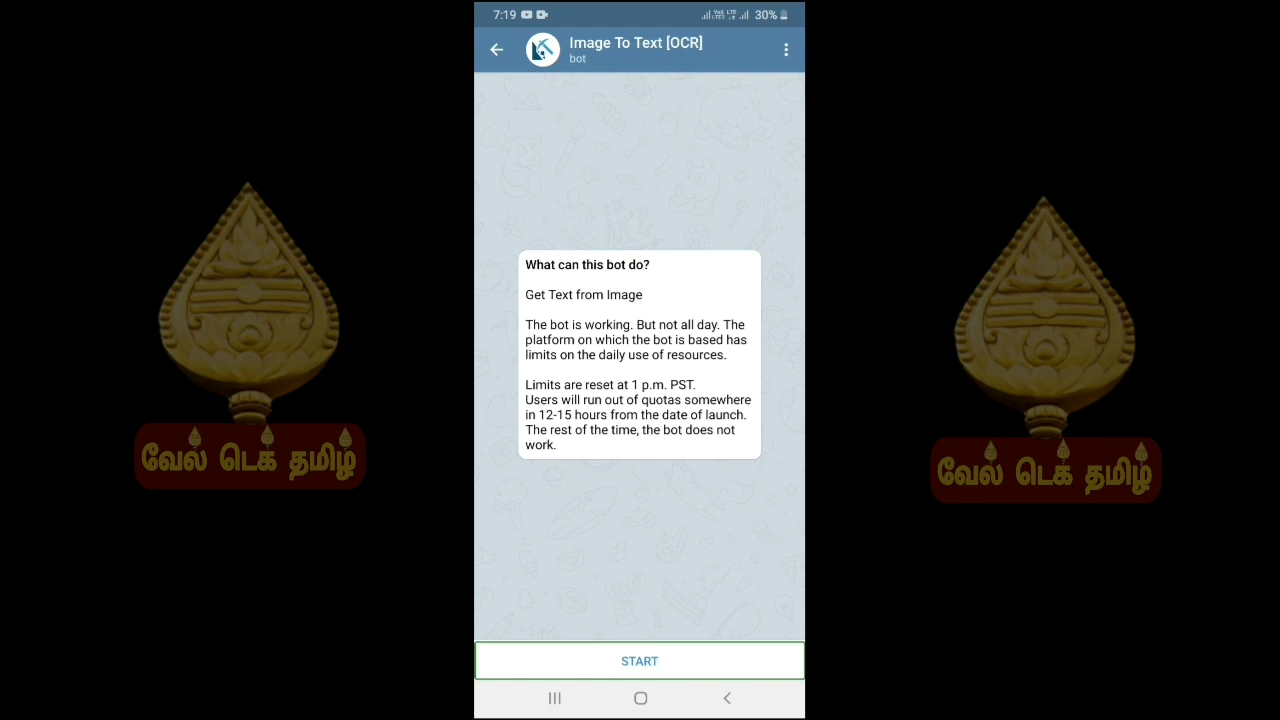 7:19
30%
Image To Text [OCR]
bot
What can this bot do?
Get Text from Image
The bot is working. But not all day. The
platform on which the bot is based has
limits on the daily use of resources.
Limits are reset at 1 p.m. PST.
Users will run out of quotas somewhere
in 12-15 hours from the date of launch.
The rest of the time, the bot does not
work.
வேல் டெக் தமிழ்
வேல் டெக் தமிழ்
START